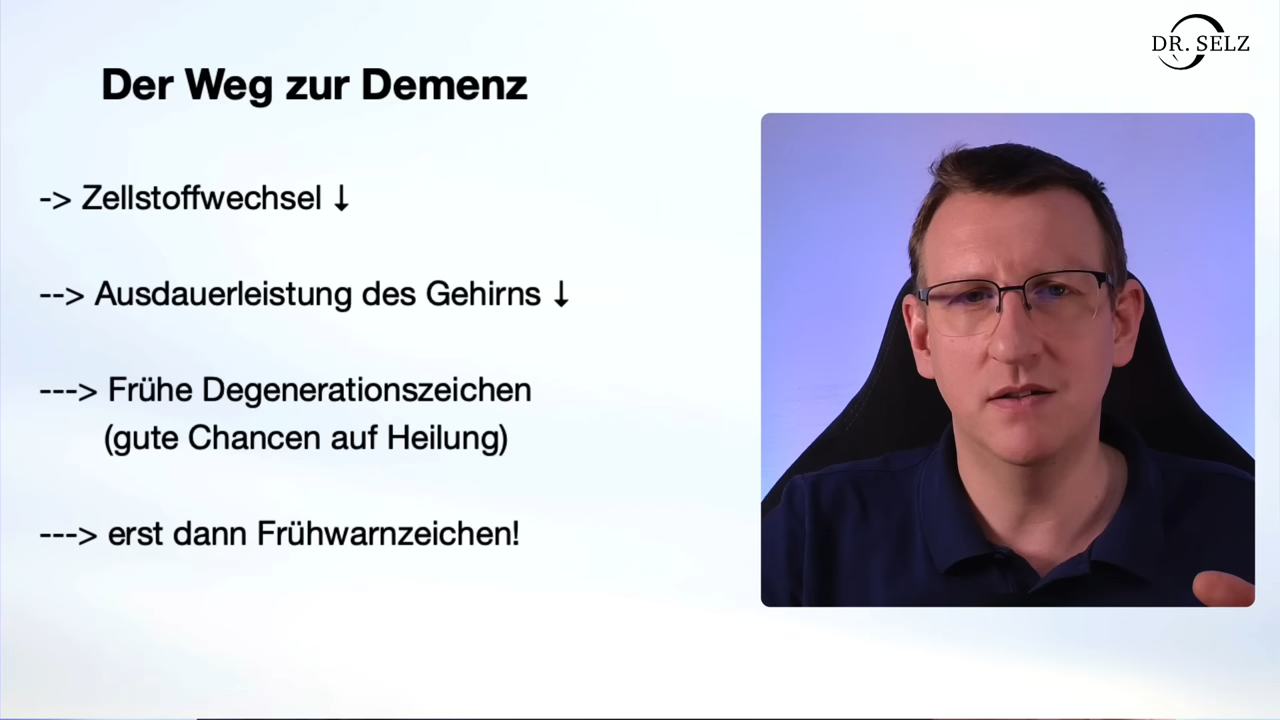 DR. SELZ
Der Weg zur Demenz
-> Zellstoffwechsel ↓
--> Ausdauerleistung des Gehirns ↓
---> Frühe Degenerationszeichen
(gute Chancen auf Heilung)
---> erst dann Frühwarnzeichen!